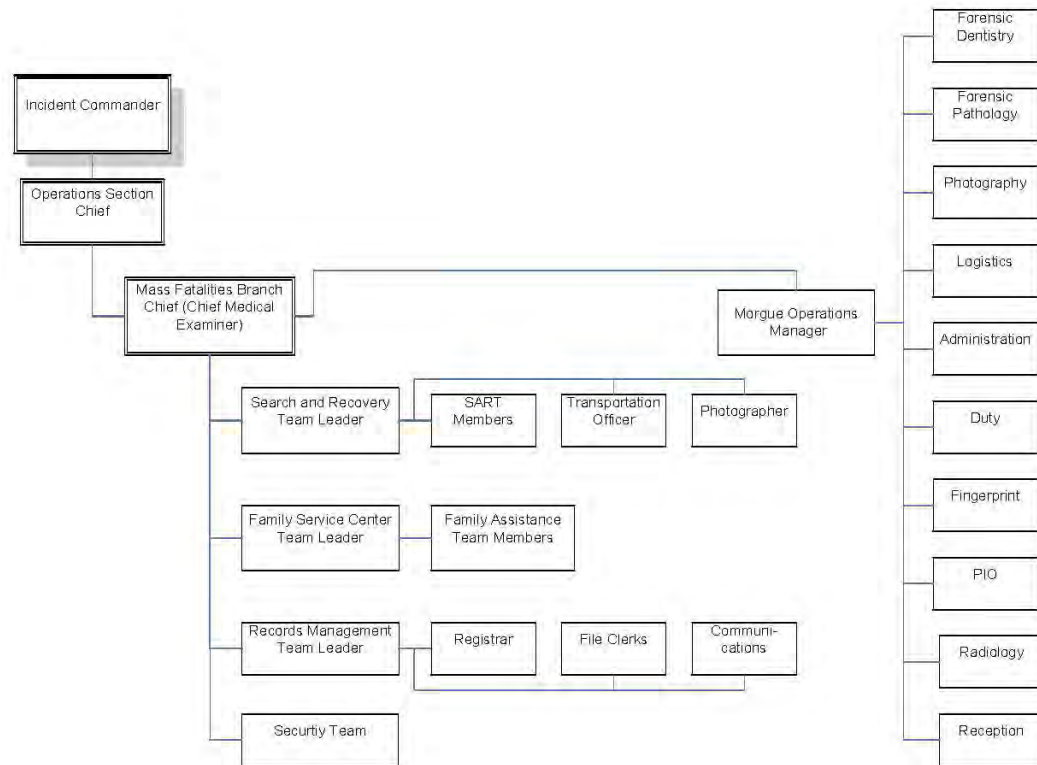 Incident Commander
Operations Section
Chief
Mass Fatalities Branch
Chief (Chief Medical
Examiner)
Morgue Operations
Manager
Search and Recovery
Team Leader
SART
Members
Transportation
Officer
Photographer
Family Service Center
Team Leader
Family Assistance
Team Members
Records Management
Team Leader
Registrar
File Clerks
Communi-
cations
Securtiy Team
Forensic
Dentistry
Forensic
Pathology
Photography
Logistics
Administration
Duty
Fingerprint
PIO
Radiology
Reception